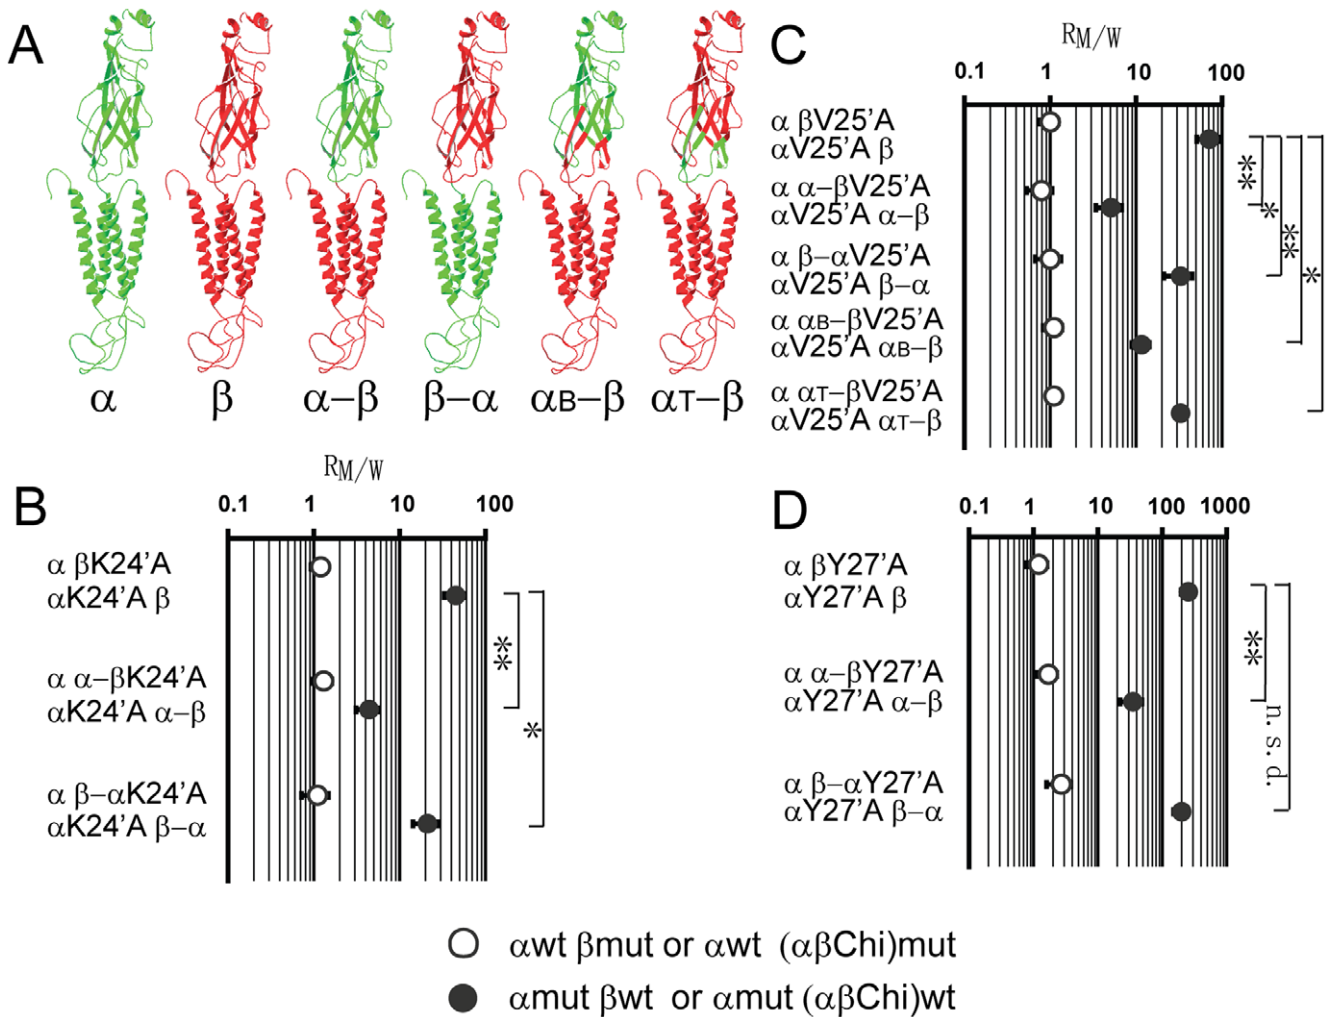 A
α
β
α–β
β–α
αB–β
αT–β
B
RM/W
0.1 1 10 100
α βK24'A
αK24'A β
α α–βK24'A
αK24'A α–β
α β–αK24'A
αK24'A β–α
**
*
C
RM/W
0.1 1 10 100
α βV25'A
αV25'A β
α α–βV25'A
αV25'A α–β
α β–αV25'A
αV25'A β–α
α αB–βV25'A
αV25'A αB–β
α αT–βV25'A
αV25'A αT–β
**
*
**
*
D
0.1 1 10 100 1000
α βY27'A
αY27'A β
α α–βY27'A
αY27'A α–β
α β–αY27'A
αY27'A β–α
**
n. s. d.
αwt βmut or αwt (αβChi)mut
αmut βwt or αmut (αβChi)wt